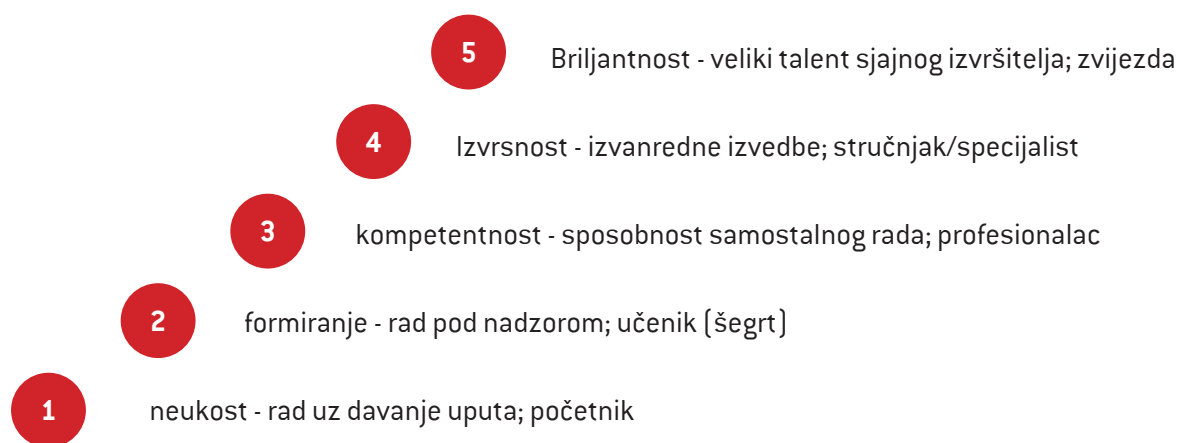 5 Briljantnost - veliki talent sjajnog izvršitelja; zvijezda
4 Izvrsnost - izvanredne izvedbe; stručnjak/specijalist
3 kompetentnost - sposobnost samostalnog rada; profesionalac
2 formiranje - rad pod nadzorom; učenik (šegrt)
1 neukost - rad uz davanje uputa; početnik